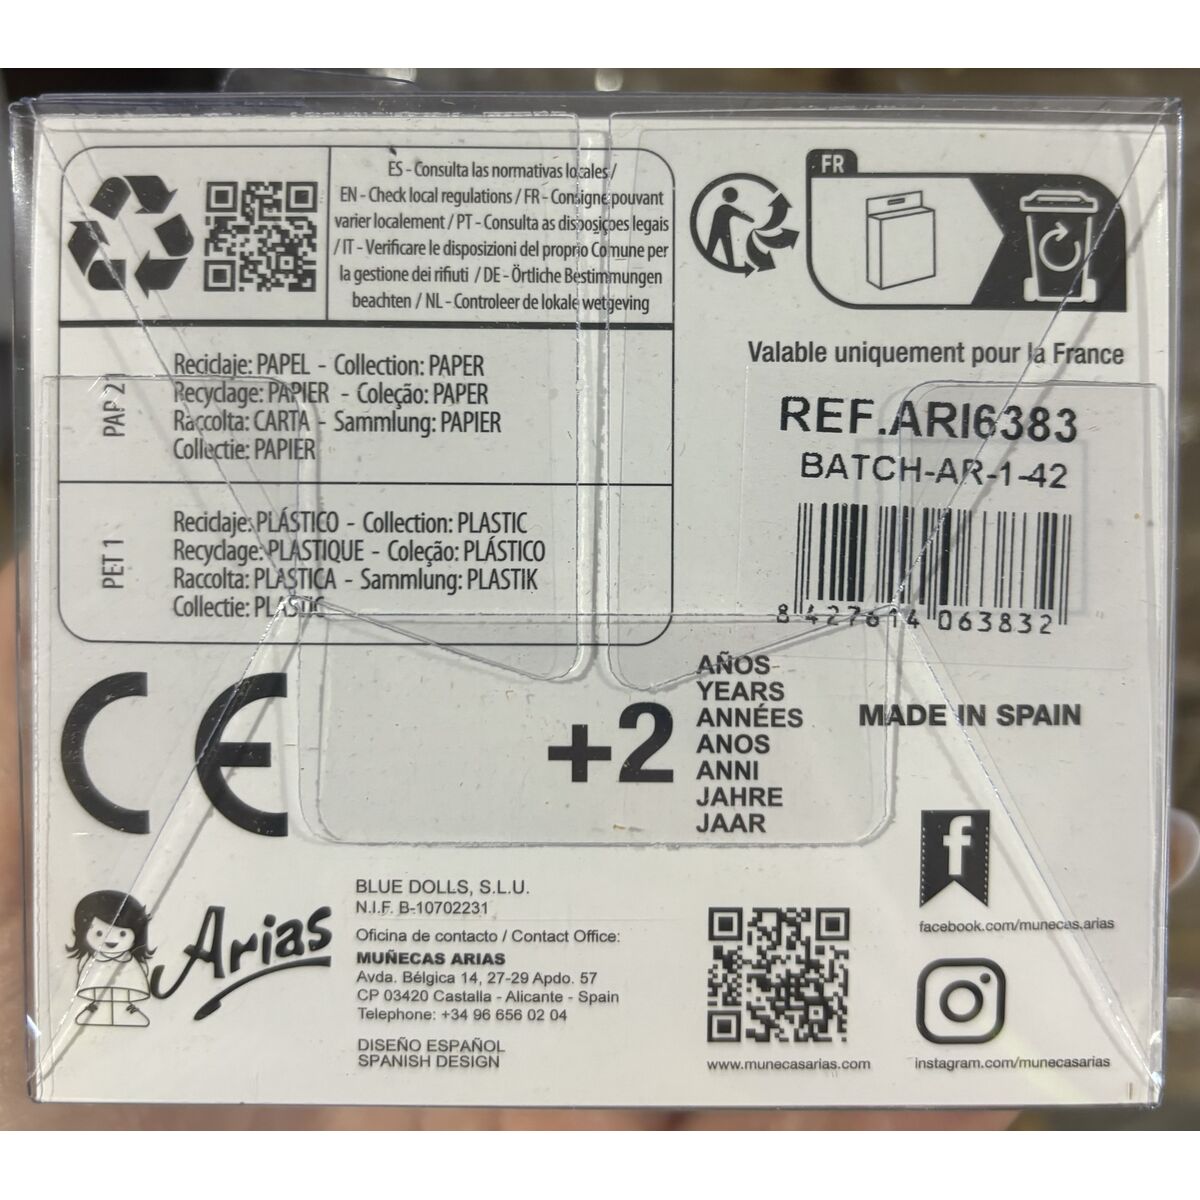 ES - Consulta las normativas locales /
EN - Check local regulations / FR - Consigne pouvant
varier localement / PT - Consulta as disposições legais
/ IT - Verificare le disposizioni del proprio Comune per
la gestione dei rifiuti / DE - Örtliche Bestimmungen
beachten / NL - Controleer de lokale wetgeving
PAP 21
Reciclaje: PAPEL - Collection: PAPER
Recyclage: PAPIER - Coleção: PAPER
Raccolta: CARTA - Sammlung: PAPIER
Collectie: PAPIER
PET 1
Reciclaje: PLÁSTICO - Collection: PLASTIC
Recyclage: PLASTIQUE - Coleção: PLÁSTICO
Raccolta: PLASTICA - Sammlung: PLASTIK
Collectie: PLASTIC
FR
Valable uniquement pour la France
REF.ARI6383
BATCH-AR-1-42
8 427614 063832
CE
+2
AÑOS
YEARS
ANNÉES
ANOS
ANNI
JAHRE
JAAR
MADE IN SPAIN
Arias
BLUE DOLLS, S.L.U.
N.I.F. B-10702231
Oficina de contacto / Contact Office:
MUÑECAS ARIAS
Avda. Bélgica 14, 27-29 Apdo. 57
CP 03420 Castalla - Alicante - Spain
Telephone: +34 96 656 02 04
DISEÑO ESPAÑOL
SPANISH DESIGN
www.munecasarias.com
f
facebook.com/munecas.arias
instagram.com/munecasarias